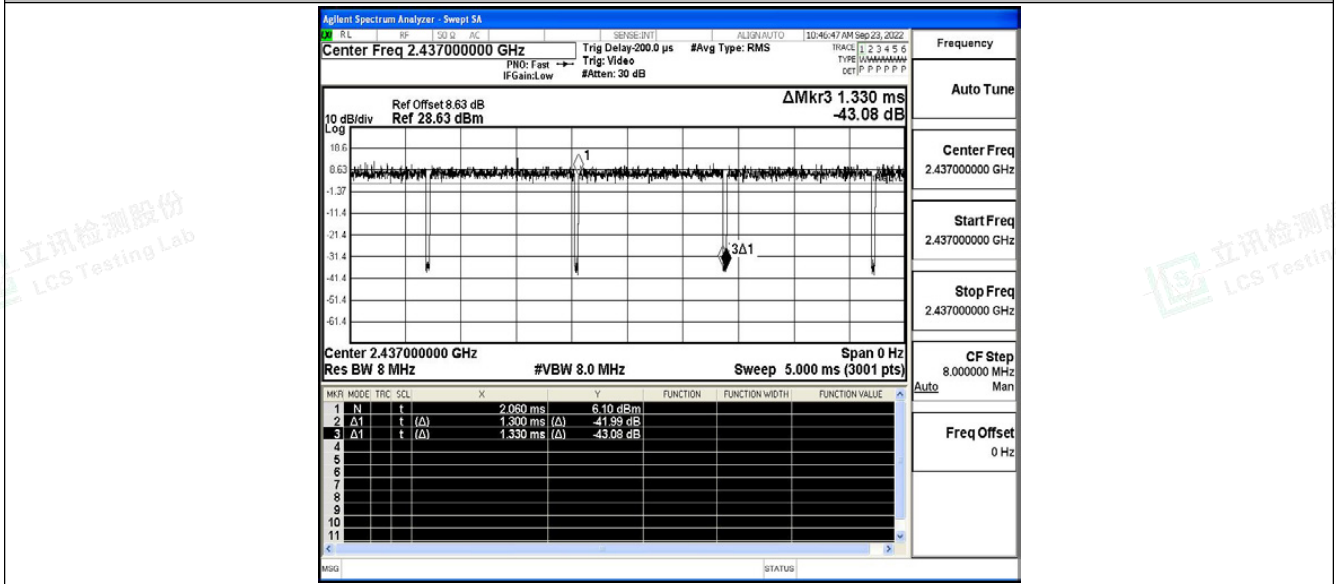 Agilent Spectrum Analyzer - Swept SA
RL RF 50 Ω AC SENSE:INT ALIGN AUTO 10:46:47 AM Sep 23, 2022
Center Freq 2.437000000 GHz
PNO: Fast
IFGain:Low
Trig Delay-200.0 µs
Trig: Video
#Atten: 30 dB
#Avg Type: RMS
TRACE 1 2 3 4 5 6
TYPE
DET P P P P P P
Ref Offset 8.63 dB
10 dB/div Ref 28.63 dBm
Log
ΔMkr3 1.330 ms
-43.08 dB
18.6
8.63
-1.37
-11.4
-21.4
-31.4
-41.4
-51.4
-61.4
1
3Δ1
Center 2.437000000 GHz Span 0 Hz
Res BW 8 MHz #VBW 8.0 MHz Sweep 5.000 ms (3001 pts)
MKR MODE TRC SCL X Y FUNCTION FUNCTION WIDTH FUNCTION VALUE
1 N t 2.060 ms 6.10 dBm
2 Δ1 t (Δ) 1.300 ms (Δ) -41.99 dB
3 Δ1 t (Δ) 1.330 ms (Δ) -43.08 dB
4
5
6
7
8
9
10
11
MSG STATUS
Frequency
Auto Tune
Center Freq
2.437000000 GHz
Start Freq
2.437000000 GHz
Stop Freq
2.437000000 GHz
CF Step
8.000000 MHz
Auto Man
Freq Offset
0 Hz
立讯检测股份
LCS Testing Lab
立讯检测
LCS Testin